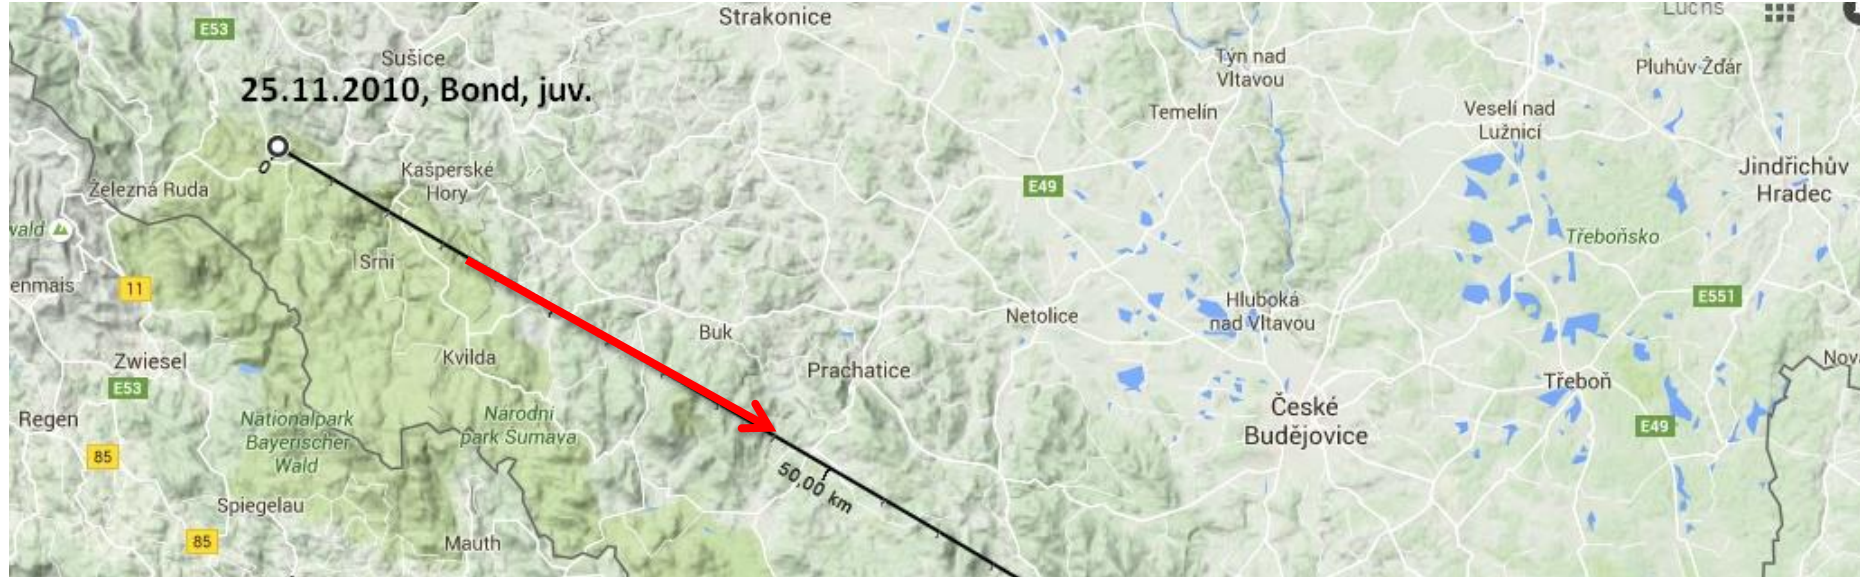 Strakonice
Luchs
E53
Sušice
Týn nad
Vltavou
Pluhův Žďár
25.11.2010, Bond, juv.
Temelín
Veselí nad
Lužnicí
0
Kašperské
Hory
Železná Ruda
E49
Jindřichův
Hradec
wald
Třeboňsko
Srní
enmais
11
Hluboká
nad Vltavou
E551
Netolice
Buk
Zwiesel
Kvilda
Prachatice
Nov
E53
Třeboň
Regen
Nationalpark
Bayerischer
Wald
Národní
park Šumava
České
Budějovice
E49
85
50,00 km
Spiegelau
85
Mauth